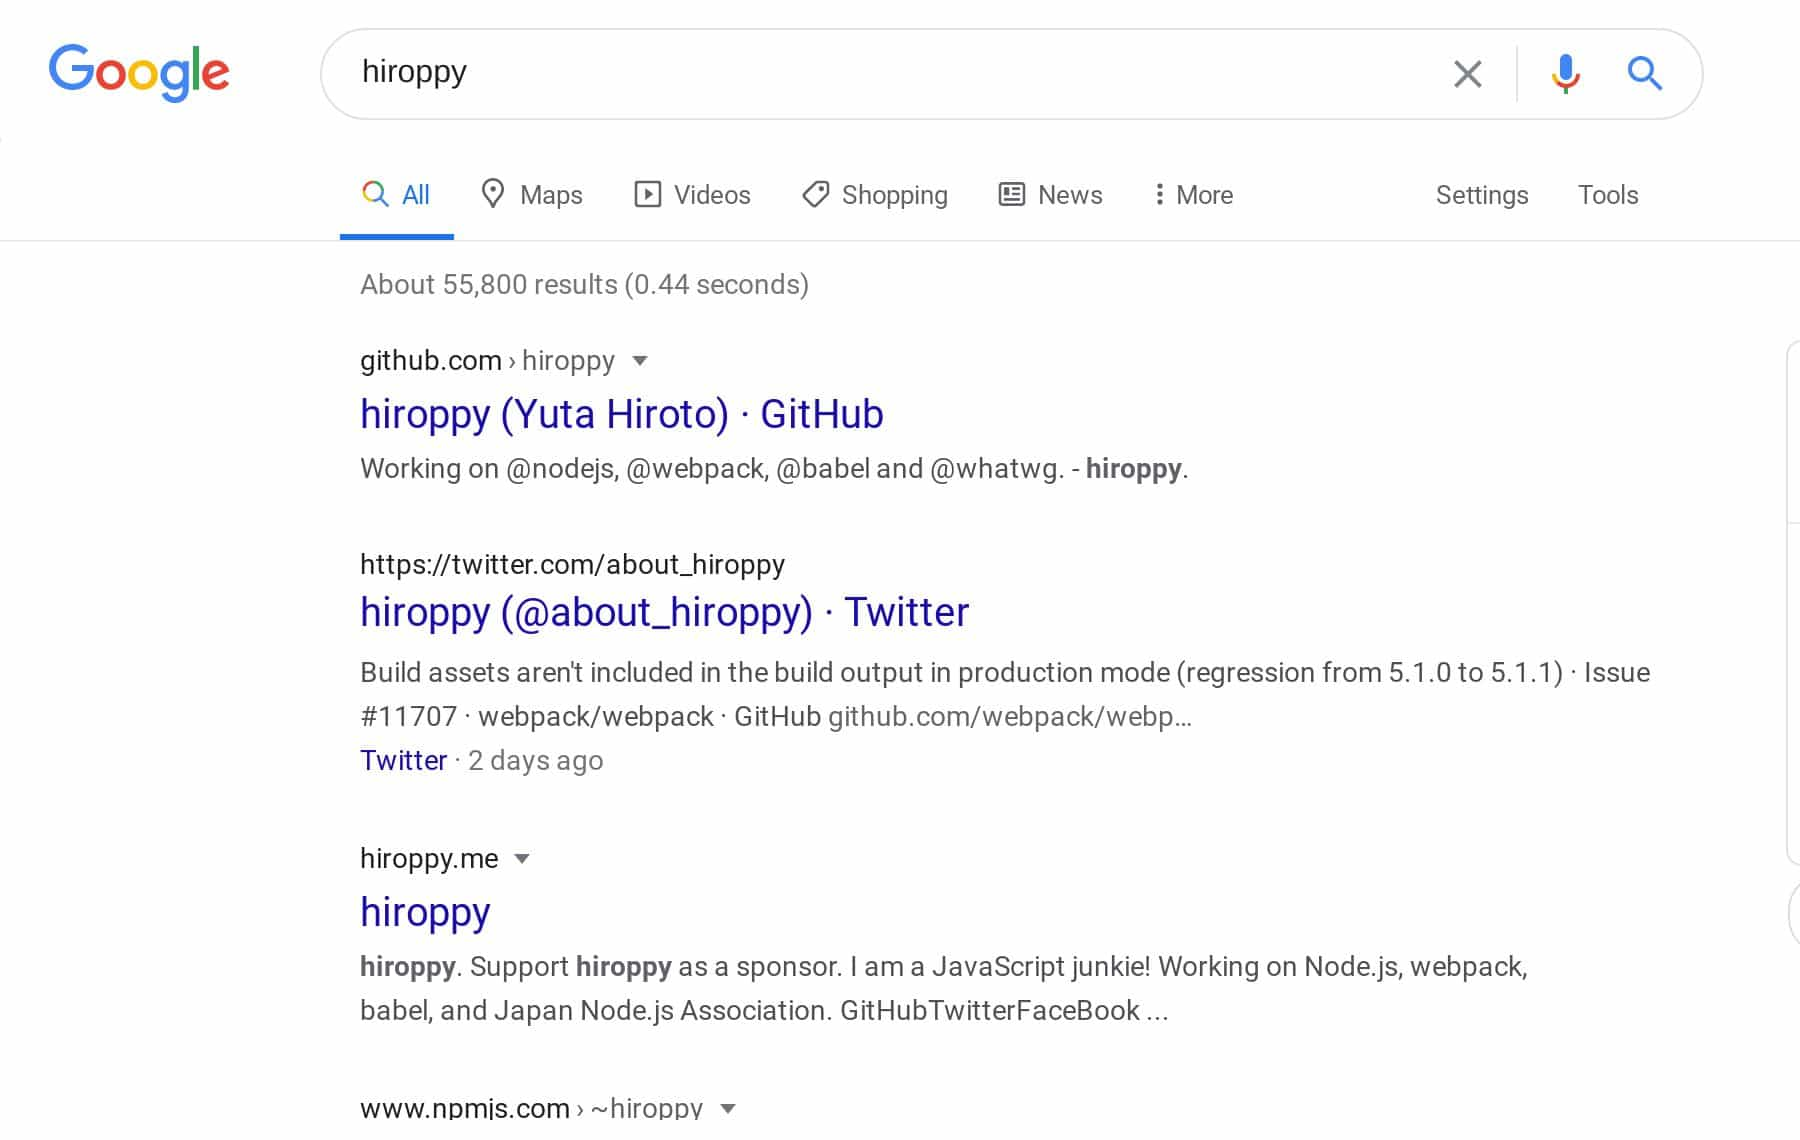 Google
hiroppy
All Maps Videos Shopping News More Settings Tools
About 55,800 results (0.44 seconds)
github.com › hiroppy
hiroppy (Yuta Hiroto) · GitHub
Working on @nodejs, @webpack, @babel and @whatwg. - hiroppy.
https://twitter.com/about_hiroppy
hiroppy (@about_hiroppy) · Twitter
Build assets aren't included in the build output in production mode (regression from 5.1.0 to 5.1.1) · Issue
#11707 · webpack/webpack · GitHub github.com/webpack/webp…
Twitter · 2 days ago
hiroppy.me
hiroppy
hiroppy. Support hiroppy as a sponsor. I am a JavaScript junkie! Working on Node.js, webpack,
babel, and Japan Node.js Association. GitHubTwitterFaceBook ...
www.npmjs.com › ~hiroppy